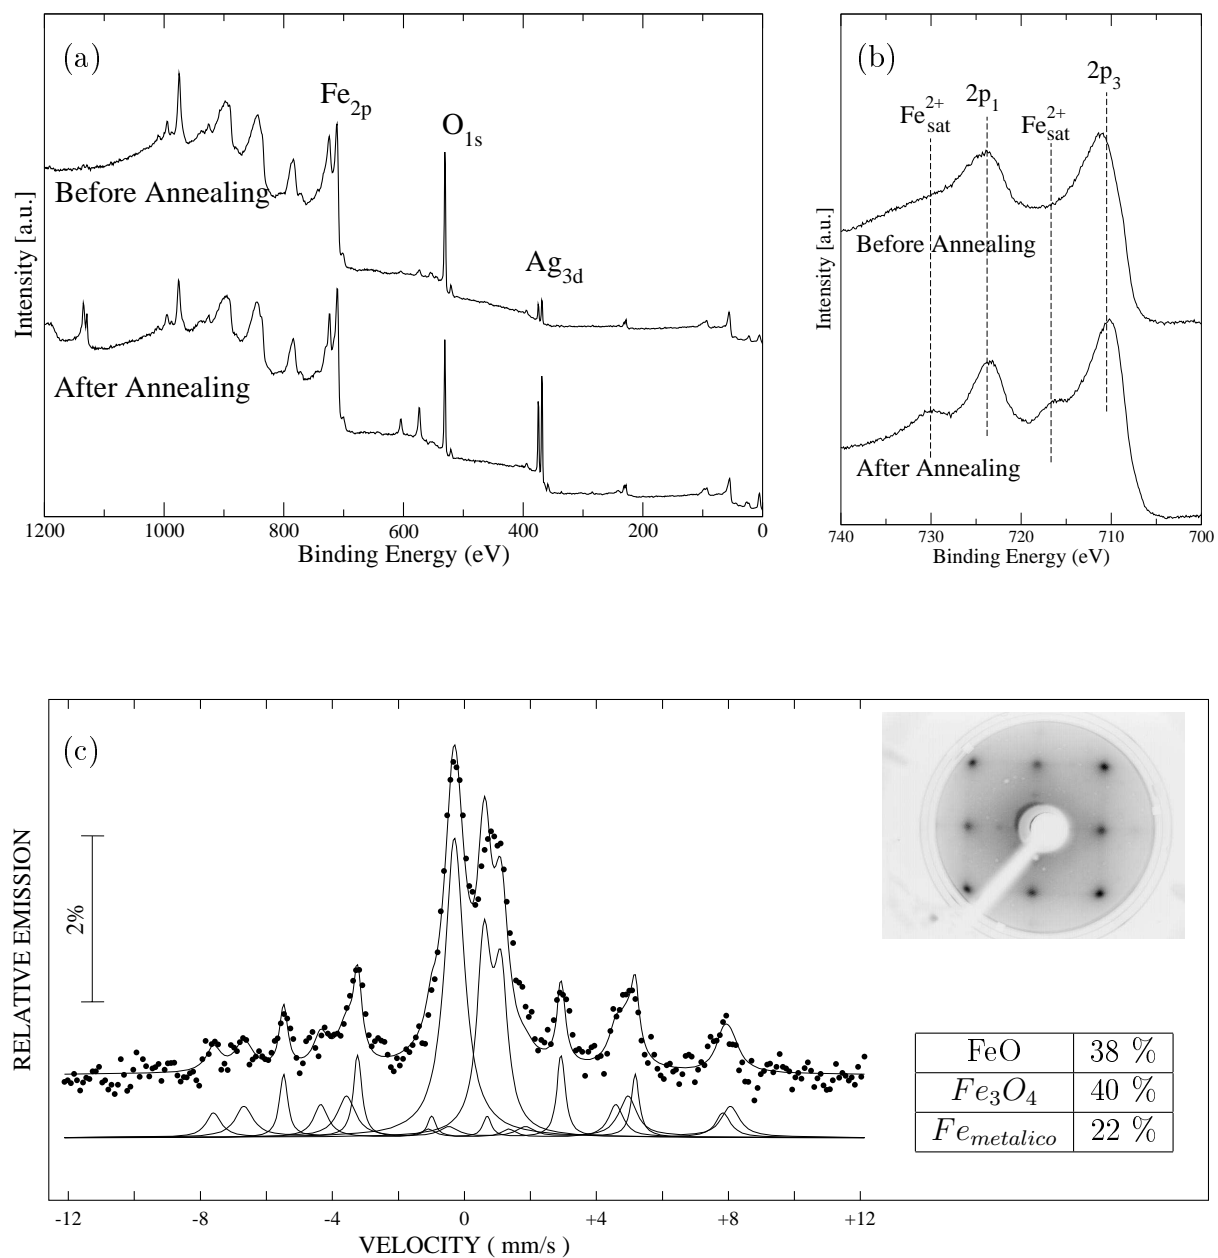 (a)
Fe2p
O1s
Ag3d
Before Annealing
After Annealing
Intensity [a.u.]
1200 1000 800 600 400 200 0
Binding Energy (eV)
(b)
2p3
2p1
Fe2+sat
Fe2+sat
Before Annealing
After Annealing
Intensity [a.u.]
740 730 720 710 700
Binding Energy (eV)
(c)
2%
RELATIVE EMISSION
FeO 38 %
Fe3O4 40 %
Femetalico 22 %
-12 -8 -4 0 +4 +8 +12
VELOCITY ( mm/s )